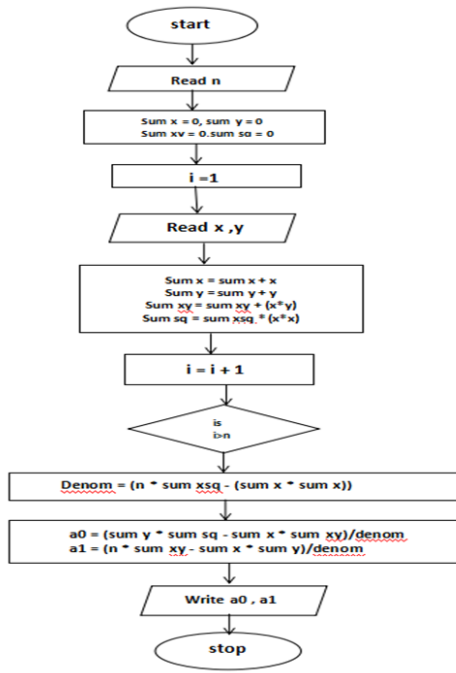 start
Read n
Sum x = 0, sum y = 0
Sum xy = 0.sum sq = 0
i =1
Read x ,y
Sum x = sum x + x
Sum y = sum y + y
Sum xy = sum xy + (x*y)
Sum sq = sum xsq * (x*x)
i = i + 1
is
i>n
Denom = (n * sum xsq - (sum x * sum x))
a0 = (sum y * sum sq - sum x * sum xy)/denom
a1 = (n * sum xy - sum x * sum y)/denom
Write a0 , a1
stop